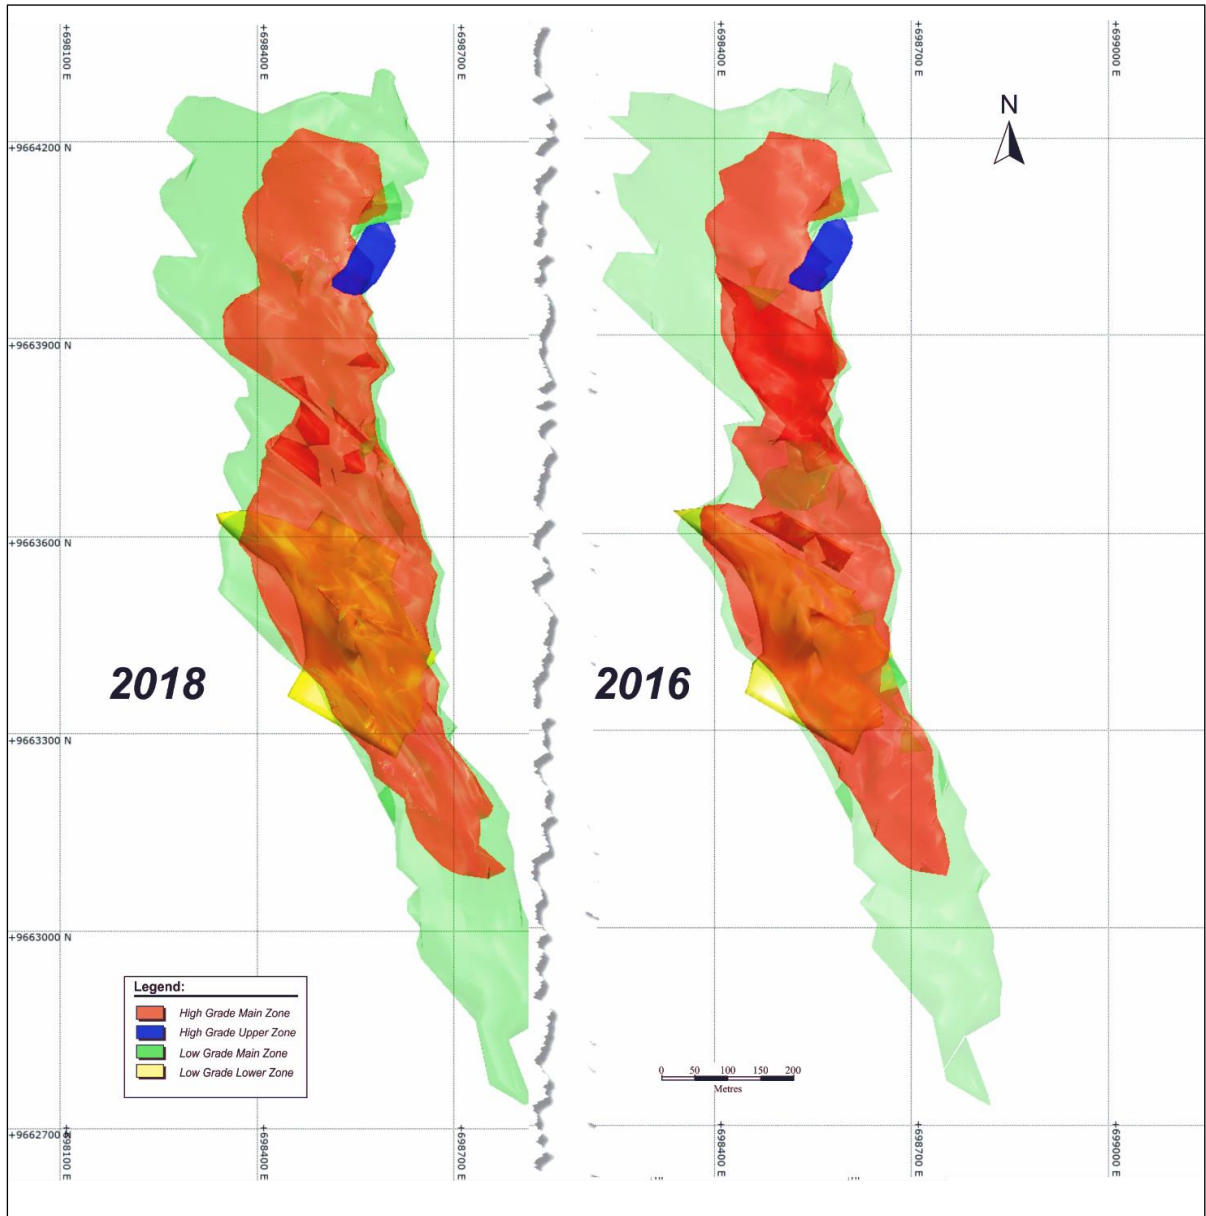 +698100 E
+698400 E
+698700 E
+698400 E
+698700 E
+699000 E
N
+9664200 N
+9663900 N
+9663600 N
2018
2016
+9663300 N
+9663000 N
Legend:
High Grade Main Zone
High Grade Upper Zone
Low Grade Main Zone
Low Grade Lower Zone
0 50 100 150 200
Metres
+9662700 N
+698100 E
+698400 E
+698700 E
+698400 E
+698700 E
+699000 E